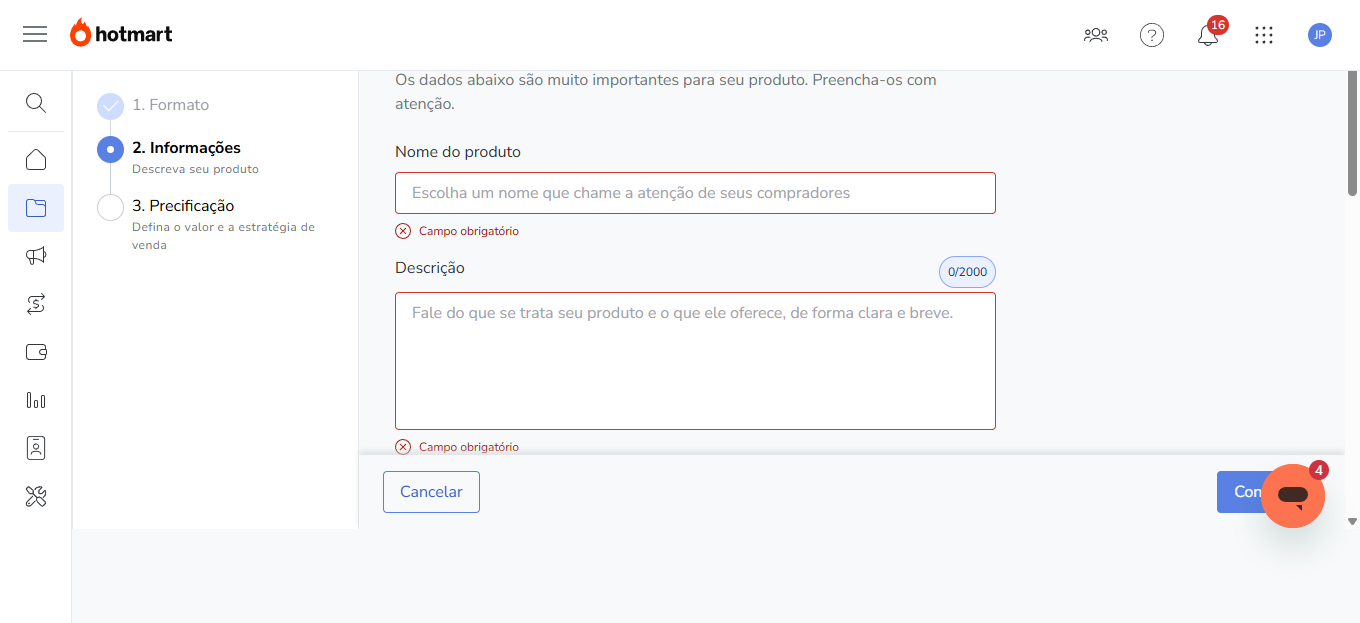 hotmart
?
16
JP
1. Formato
2. Informações
Descreva seu produto
3. Precificação
Defina o valor e a estratégia de
venda
Os dados abaixo são muito importantes para seu produto. Preencha-os com
atenção.
Nome do produto
Escolha um nome que chame a atenção de seus compradores
Campo obrigatório
Descrição
0/2000
Fale do que se trata seu produto e o que ele oferece, de forma clara e breve.
Campo obrigatório
Cancelar
Con
4